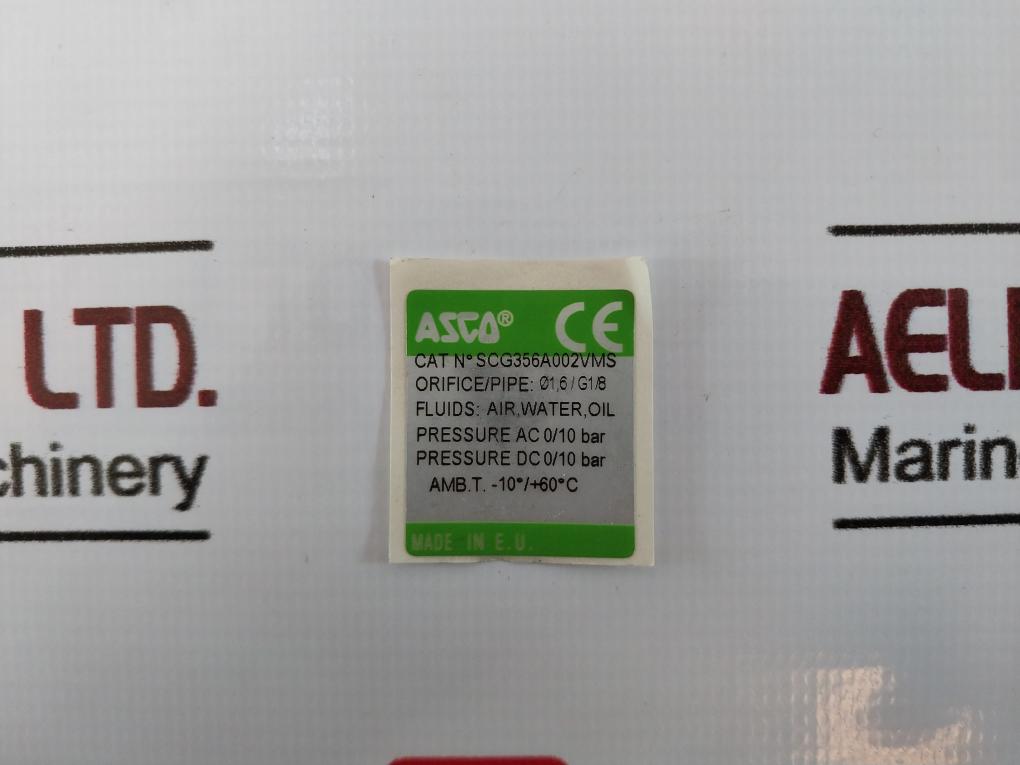 LTD.
AEL
chinery
Marin
ASCO® CE
CAT N° SCG356A002VMS
ORIFICE/PIPE: Ø1,6 / G1/8
FLUIDS: AIR,WATER,OIL
PRESSURE AC 0/10 bar
PRESSURE DC 0/10 bar
AMB.T. -10°/+60°C
MADE IN E.U.